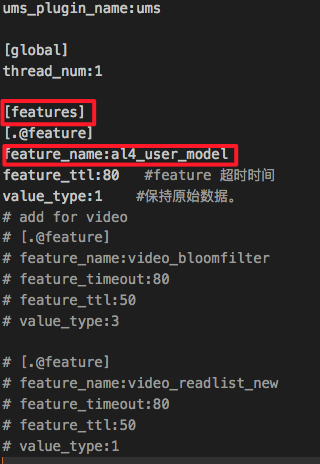 ums_plugin_name:ums
[global]
thread_num:1
[features]
[.@feature]
feature_name:al4_user_model
feature_ttl:80 #feature 超时时间
value_type:1 #保持原始数据。
# add for video
# [.@feature]
# feature_name:video_bloomfilter
# feature_timeout:80
# feature_ttl:50
# value_type:3
# [.@feature]
# feature_name:video_readlist_new
# feature_timeout:80
# feature_ttl:50
# value_type:1